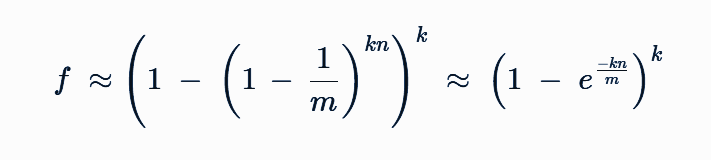 f ≈ (1 − (1 − 1/m)^{kn})^k ≈ (1 − e^{−kn/m})^k